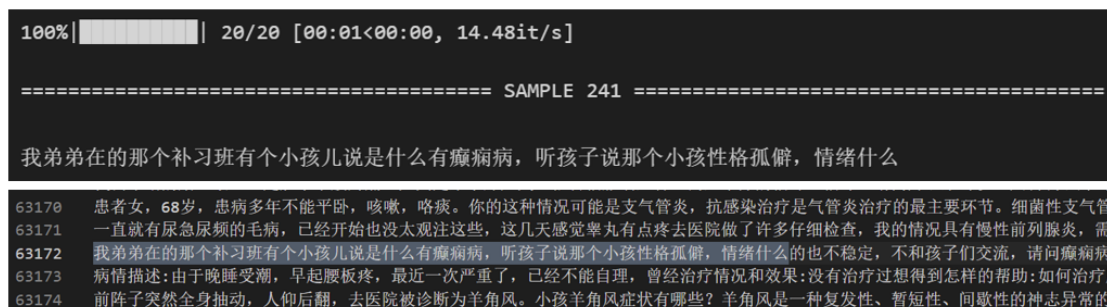 100%|██████████| 20/20 [00:01<00:00, 14.48it/s]
======================================== SAMPLE 241 ========================================
我弟弟在的那个补习班有个小孩儿说是什么有癫痫病，听孩子说那个小孩性格孤僻，情绪什么
63170 患者女，68岁，患病多年不能平卧，咳嗽，咯痰。你的这种情况可能是支气管炎，抗感染治疗是气管炎治疗的最主要环节。细菌性支气管
63171 一直就有尿急尿频的毛病，已经开始也没太观注这些，这几天感觉睾丸有点疼去医院做了许多仔细检查，我的情况具有慢性前列腺炎，需
63172 我弟弟在的那个补习班有个小孩儿说是什么有癫痫病，听孩子说那个小孩性格孤僻，情绪什么的也不稳定，不和孩子们交流，请问癫痫病
63173 病情描述:由于晚睡受潮，早起腰板疼，最近一次严重了，已经不能自理，曾经治疗情况和效果:没有治疗过想得到怎样的帮助:如何治疗
63174 前阵子突然全身抽动，人仰后翻，去医院被诊断为羊角风。小孩羊角风症状有哪些？羊角风是一种复发性、暂短性、间歇性的神志异常的